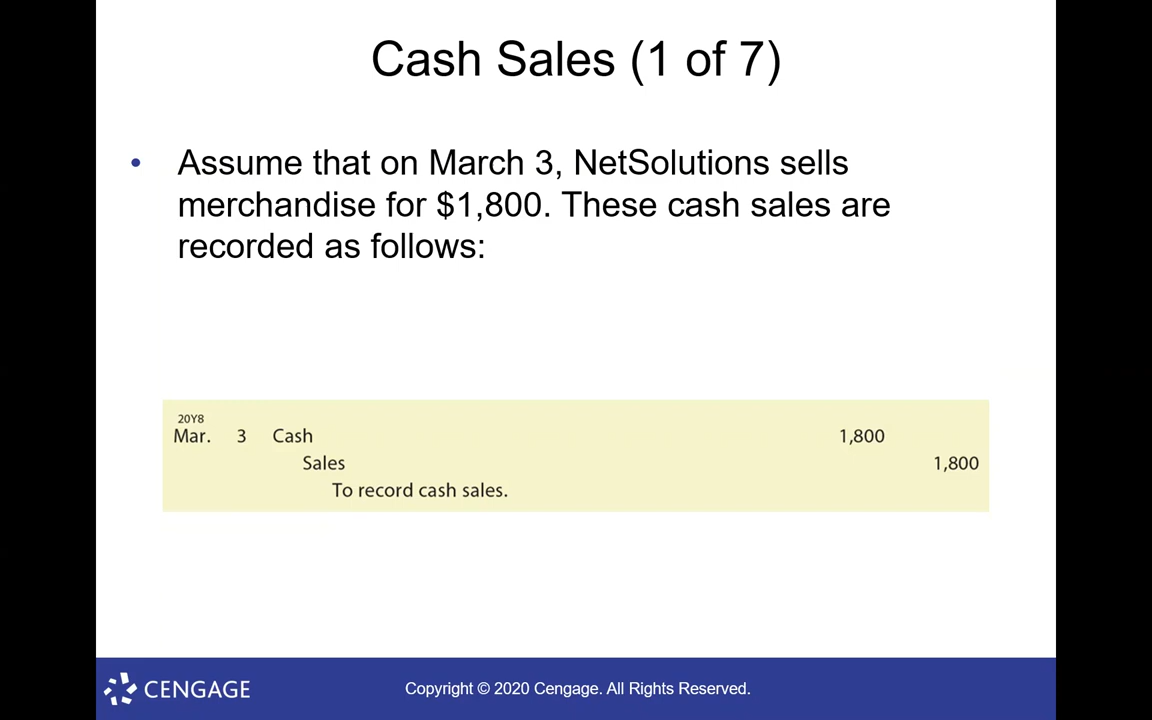 Cash Sales (1 of 7)
• Assume that on March 3, NetSolutions sells
merchandise for $1,800. These cash sales are
recorded as follows:
20Y8
Mar. 3 Cash 1,800
Sales 1,800
To record cash sales.
CENGAGE
Copyright © 2020 Cengage. All Rights Reserved.